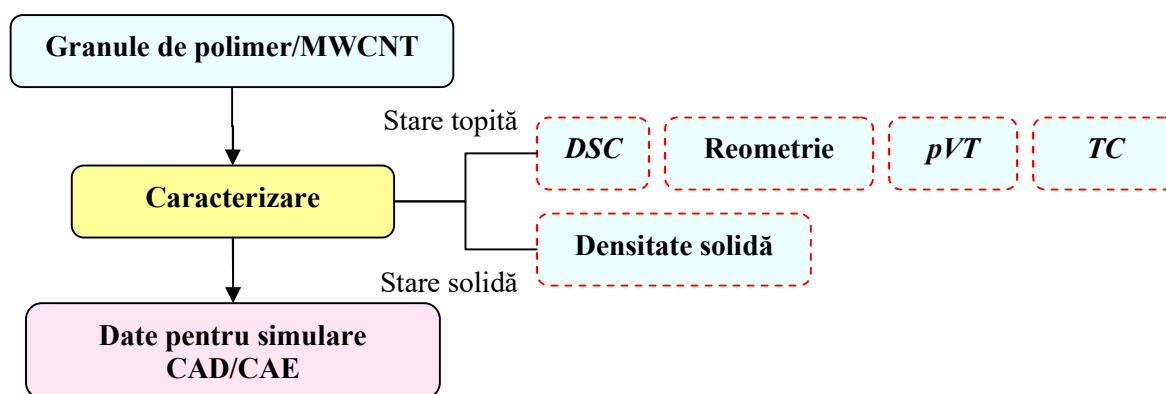 Granule de polimer/MWCNT
Stare topită
DSC
Reometrie
pVT
TC
Caracterizare
Densitate solidă
Stare solidă
Date pentru simulare
CAD/CAE